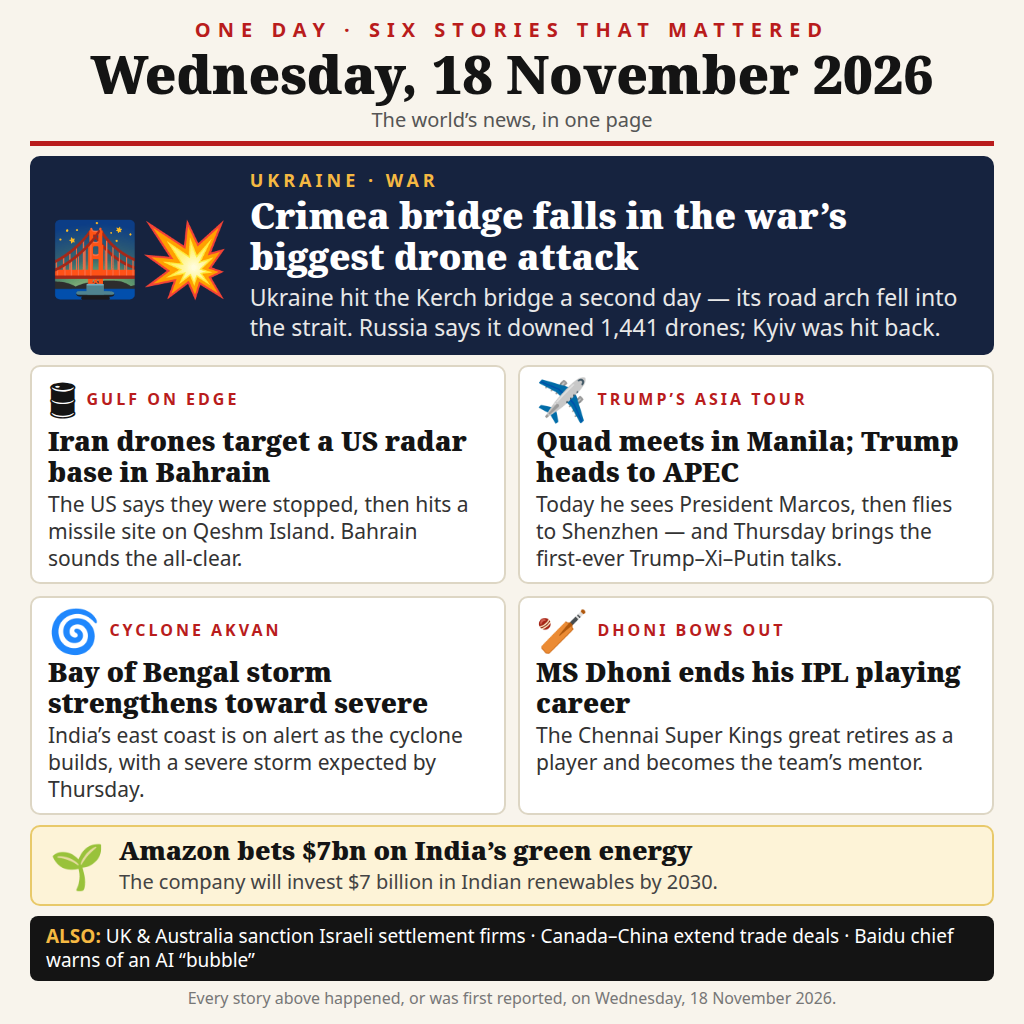 ONE DAY · SIX STORIES THAT MATTERED
Wednesday, 18 November 2026
The world’s news, in one page
UKRAINE · WAR
Crimea bridge falls in the war’s
biggest drone attack
Ukraine hit the Kerch bridge a second day — its road arch fell into
the strait. Russia says it downed 1,441 drones; Kyiv was hit back.
GULF ON EDGE
Iran drones target a US radar
base in Bahrain
The US says they were stopped, then hits a
missile site on Qeshm Island. Bahrain
sounds the all-clear.
TRUMP’S ASIA TOUR
Quad meets in Manila; Trump
heads to APEC
Today he sees President Marcos, then flies
to Shenzhen — and Thursday brings the
first-ever Trump–Xi–Putin talks.
CYCLONE AKVAN
Bay of Bengal storm
strengthens toward severe
India’s east coast is on alert as the cyclone
builds, with a severe storm expected by
Thursday.
DHONI BOWS OUT
MS Dhoni ends his IPL playing
career
The Chennai Super Kings great retires as a
player and becomes the team’s mentor.
Amazon bets $7bn on India’s green energy
The company will invest $7 billion in Indian renewables by 2030.
ALSO: UK & Australia sanction Israeli settlement firms · Canada–China extend trade deals · Baidu chief
warns of an AI “bubble”
Every story above happened, or was first reported, on Wednesday, 18 November 2026.